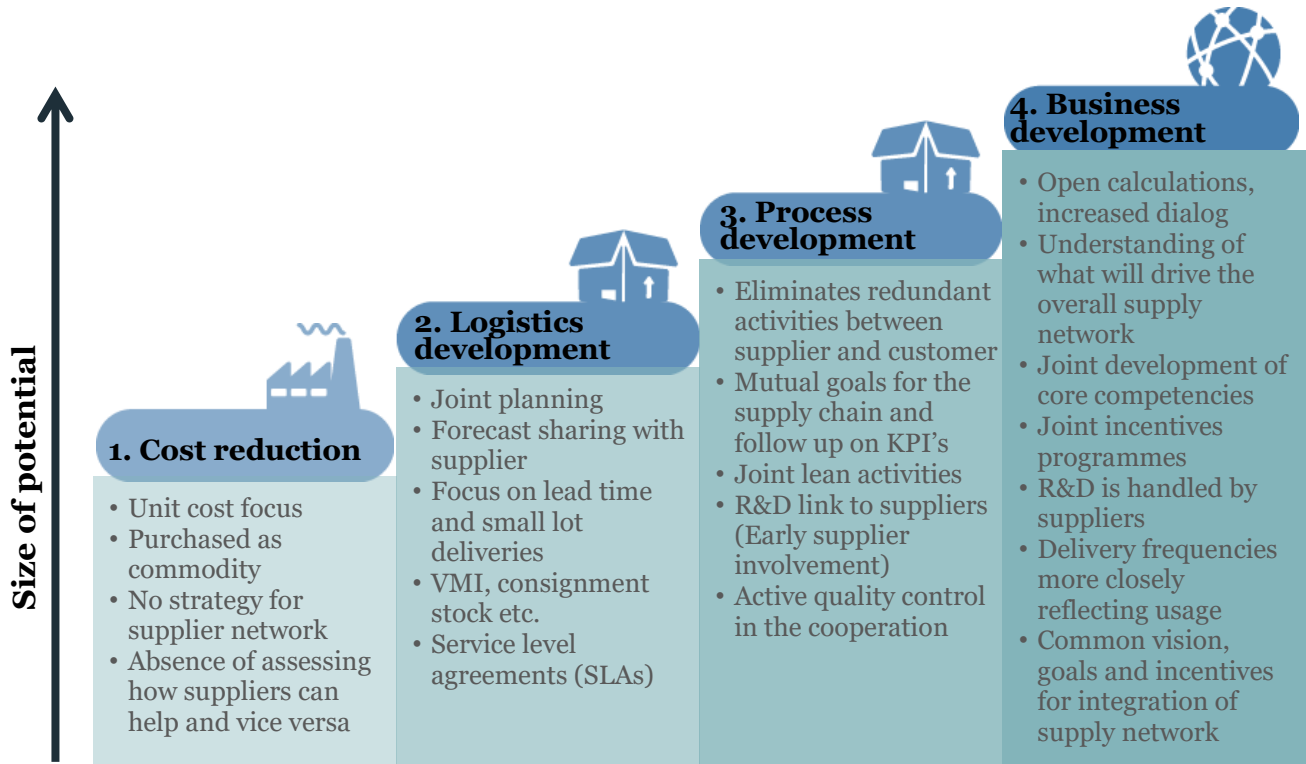 Size of potential
1. Cost reduction
• Unit cost focus
• Purchased as
commodity
• No strategy for
supplier network
• Absence of assessing
how suppliers can
help and vice versa
2. Logistics
development
• Joint planning
• Forecast sharing with
supplier
• Focus on lead time
and small lot
deliveries
• VMI, consignment
stock etc.
• Service level
agreements (SLAs)
3. Process
development
• Eliminates redundant
activities between
supplier and customer
• Mutual goals for the
supply chain and
follow up on KPI's
• Joint lean activities
• R&D link to suppliers
(Early supplier
involvement)
• Active quality control
in the cooperation
4. Business
development
• Open calculations,
increased dialog
• Understanding of
what will drive the
overall supply
network
• Joint development of
core competencies
• Joint incentives
programmes
• R&D is handled by
suppliers
• Delivery frequencies
more closely
reflecting usage
• Common vision,
goals and incentives
for integration of
supply network